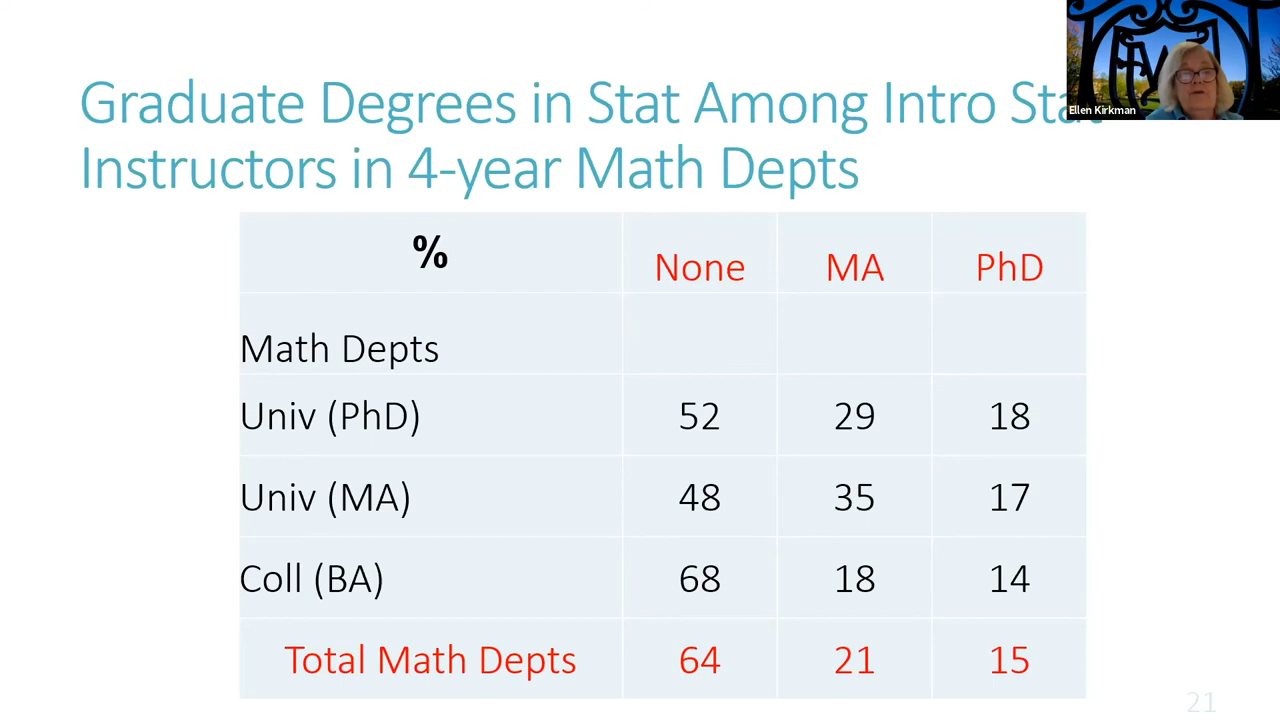 Graduate Degrees in Stat Among Intro Stat
Instructors in 4-year Math Depts
Ellen Kirkman
% None MA PhD
Math Depts
Univ (PhD) 52 29 18
Univ (MA) 48 35 17
Coll (BA) 68 18 14
Total Math Depts 64 21 15
21